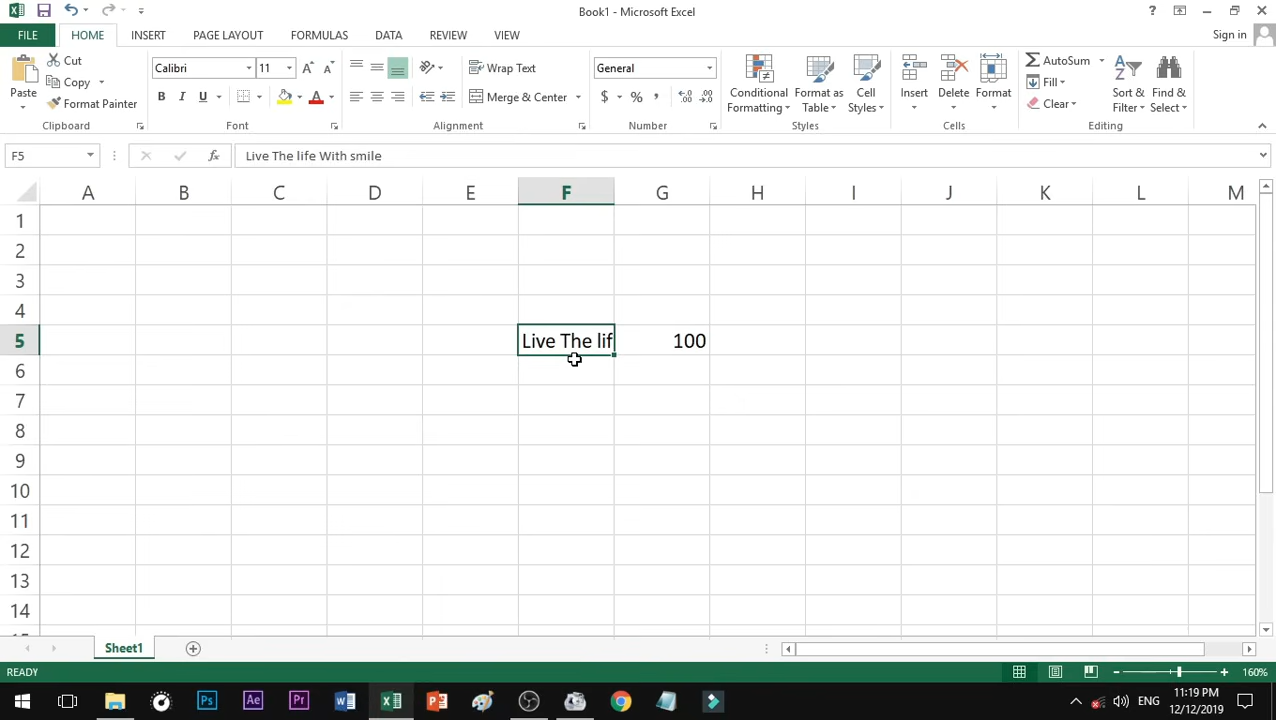 Book1 - Microsoft Excel
?
FILE HOME INSERT PAGE LAYOUT FORMULAS DATA REVIEW VIEW Sign in
Paste
Cut
Copy
Format Painter
Clipboard
Calibri 11
B I U
Font
Wrap Text
Merge & Center
Alignment
General
$ % ,
Number
Conditional Formatting
Format as Table
Cell Styles
Styles
Insert
Delete
Format
Cells
AutoSum
Fill
Clear
Sort & Filter
Find & Select
Editing
F5 fx Live The life With smile
A B C D E F G H I J K L M
1
2
3
4
5 Live The lif 100
6
7
8
9
10
11
12
13
14
Sheet1
READY 160%
Ps Ae Pr ENG 11:19 PM
12/12/2019